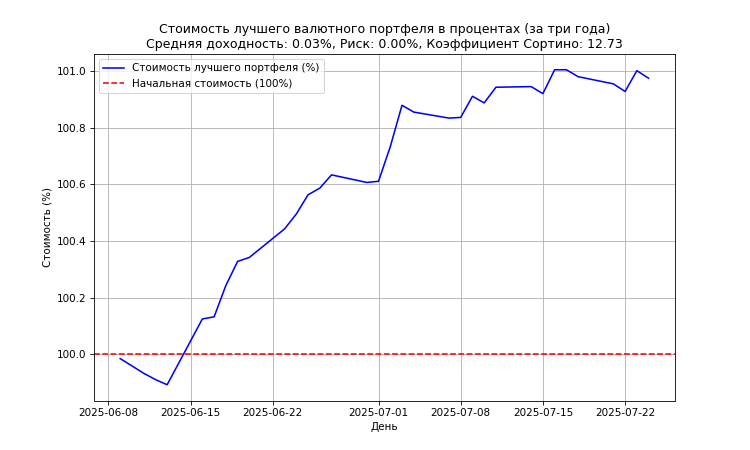 Стоимость лучшего валютного портфеля в процентах (за три года)
Средняя доходность: 0.03%, Риск: 0.00%, Коэффициент Сортино: 12.73
Стоимость лучшего портфеля (%)
Начальная стоимость (100%)
Стоимость (%)
101.0
100.8
100.6
100.4
100.2
100.0
2025-06-08
2025-06-15
2025-06-22
2025-07-01
2025-07-08
2025-07-15
2025-07-22
День